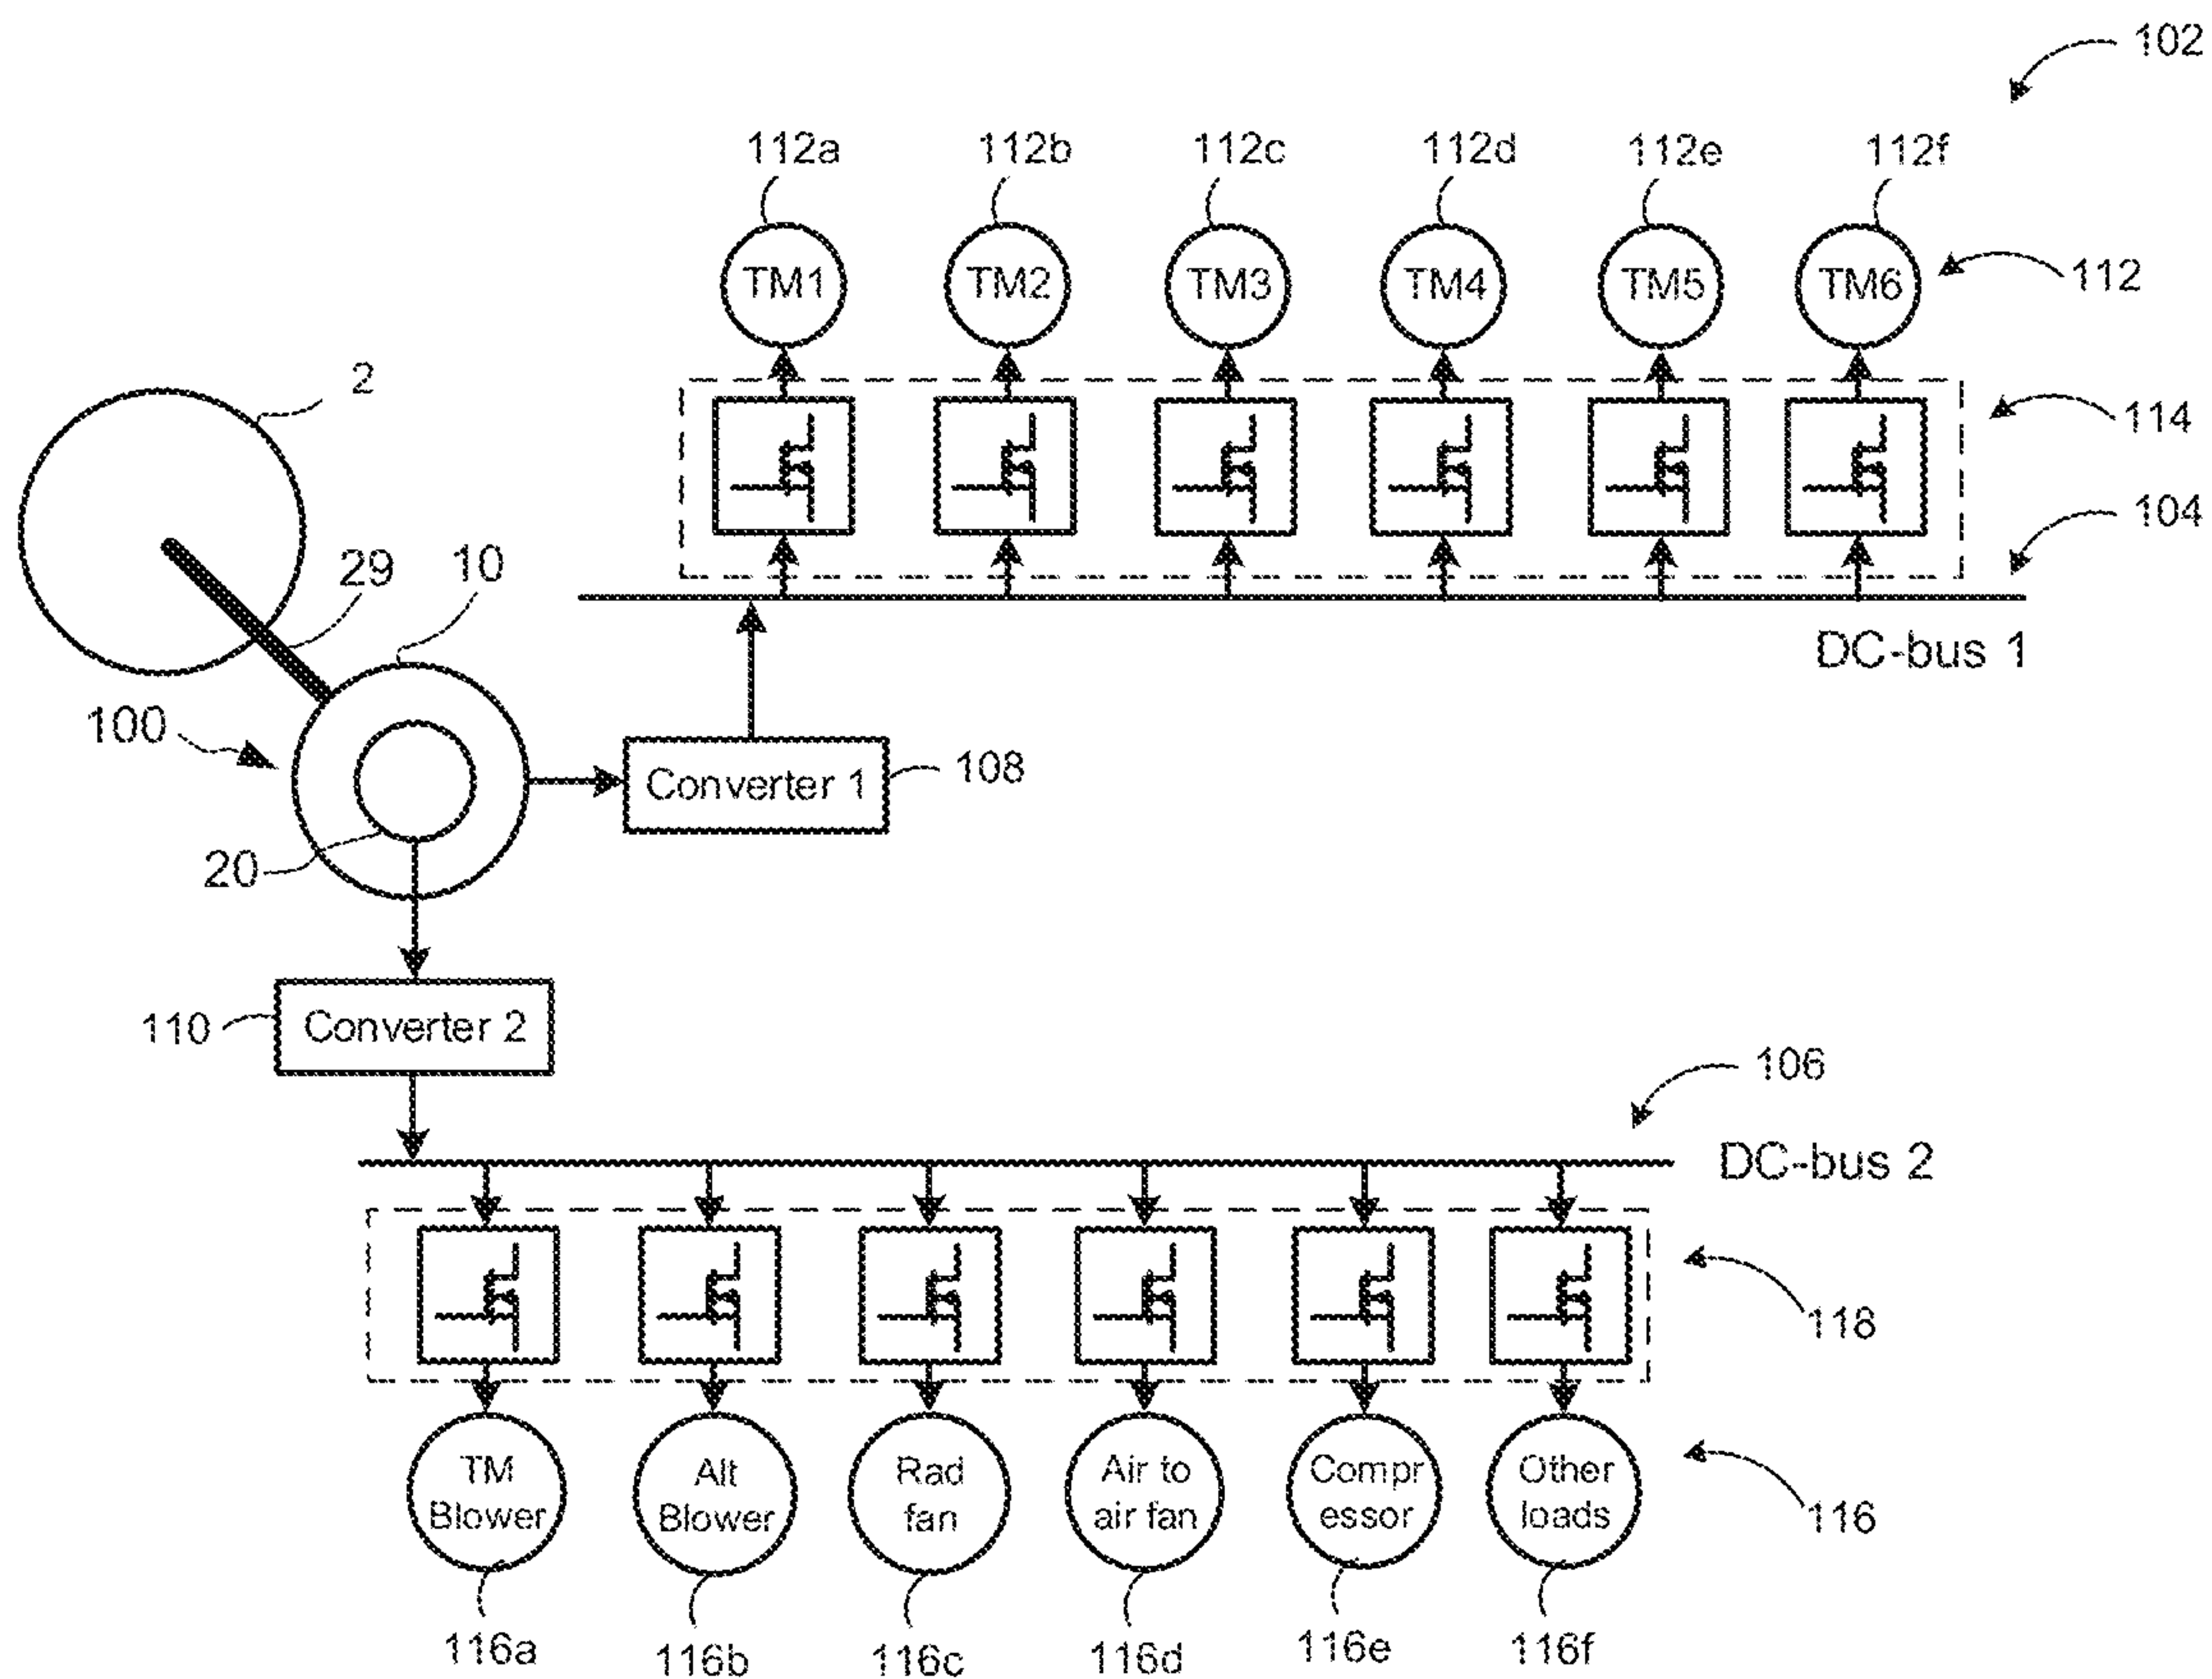 102
112a 112b 112c 112d 112e 112f
TM1 TM2 TM3 TM4 TM5 TM6
112
2
114
104
29
10
DC-bus 1
100
Converter 1
108
20
110
Converter 2
106
DC-bus 2
118
TM
Blower
Alt
Blower
Rad
fan
Air to
air fan
Compr
essor
Other
loads
116
116a 116b 116c 116d 116e 116f